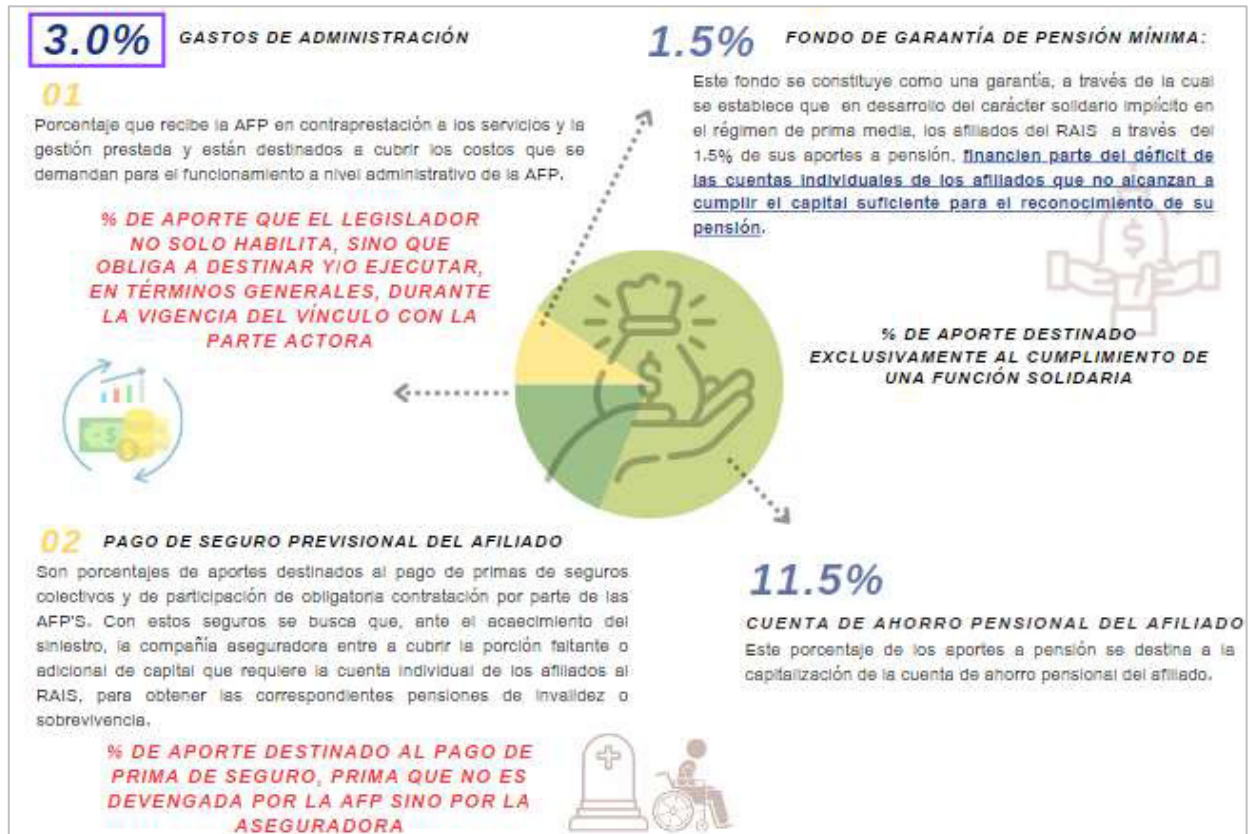 3.0% GASTOS DE ADMINISTRACIÓN
01
Porcentaje que recibe la AFP en contraprestación a los servicios y la
gestión prestada y están destinados a cubrir los costos que se
demandan para el funcionamiento a nivel administrativo de la AFP.
% DE APORTE QUE EL LEGISLADOR
NO SOLO HABILITA, SINO QUE
OBLIGA A DESTINAR Y/O EJECUTAR,
EN TÉRMINOS GENERALES, DURANTE
LA VIGENCIA DEL VÍNCULO CON LA
PARTE ACTORA
1.5% FONDO DE GARANTÍA DE PENSIÓN MÍNIMA:
Este fondo se constituye como una garantía, a través de la cual
se establece que en desarrollo del carácter solidario implícito en
el régimen de prima media, los afiliados del RAIS a través del
1.5% de sus aportes a pensión, financien parte del déficit de
las cuentas individuales de los afiliados que no alcanzan a
cumplir el capital suficiente para el reconocimiento de su
pensión.
$
$
% DE APORTE DESTINADO
EXCLUSIVAMENTE AL CUMPLIMIENTO DE
UNA FUNCIÓN SOLIDARIA
02 PAGO DE SEGURO PREVISIONAL DEL AFILIADO
Son porcentajes de aportes destinados al pago de primas de seguros
colectivos y de participación de obligatoria contratación por parte de las
AFP'S. Con estos seguros se busca que, ante el acaecimiento del
siniestro, la compañía aseguradora entre a cubrir la porción faltante o
adicional de capital que requiere la cuenta individual de los afiliados al
RAIS, para obtener las correspondientes pensiones de invalidez o
sobrevivencia.
% DE APORTE DESTINADO AL PAGO DE
PRIMA DE SEGURO, PRIMA QUE NO ES
DEVENGADA POR LA AFP SINO POR LA
ASEGURADORA
11.5%
CUENTA DE AHORRO PENSIONAL DEL AFILIADO
Este porcentaje de los aportes a pensión se destina a la
capitalización de la cuenta de ahorro pensional del afiliado.